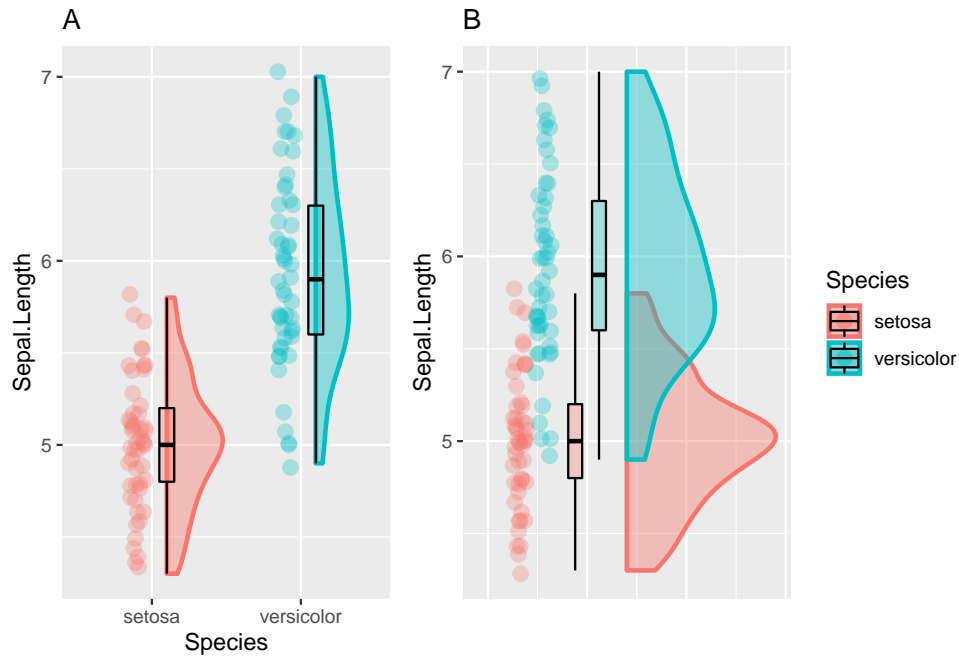 A
B
7
6
5
Sepal.Length
setosa
versicolor
Species
7
6
5
Sepal.Length
Species
setosa
versicolor